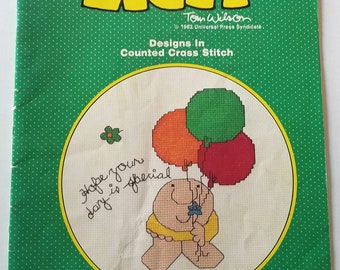 Tom Wilson
© 1982 Universal Press Syndicate
Designs In
Counted Cross Stitch
Hope your
day is special